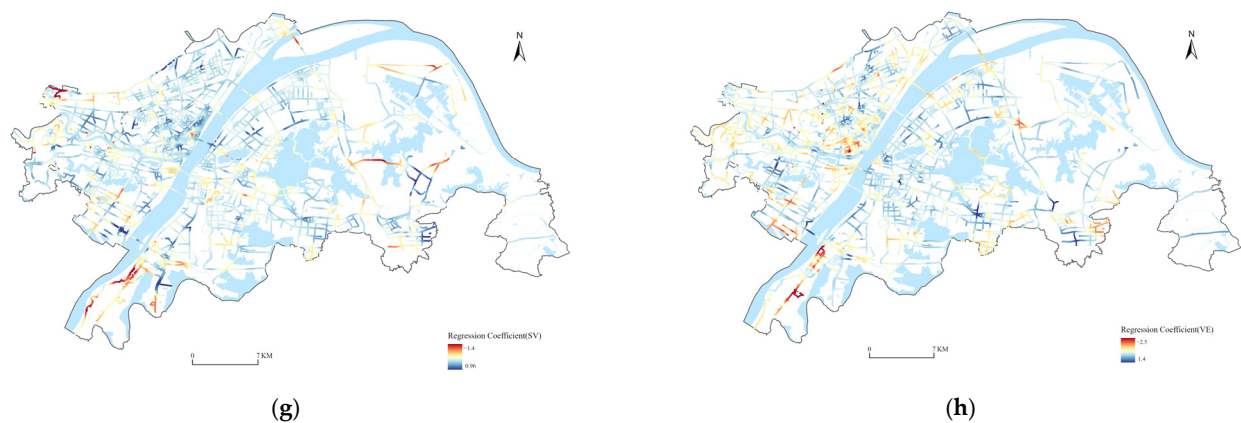 N
Regression Coefficient(SV)
−1.4
0.96
0 7 KM
(g)
N
Regression Coefficient(VE)
−2.5
1.4
0 7 KM
(h)